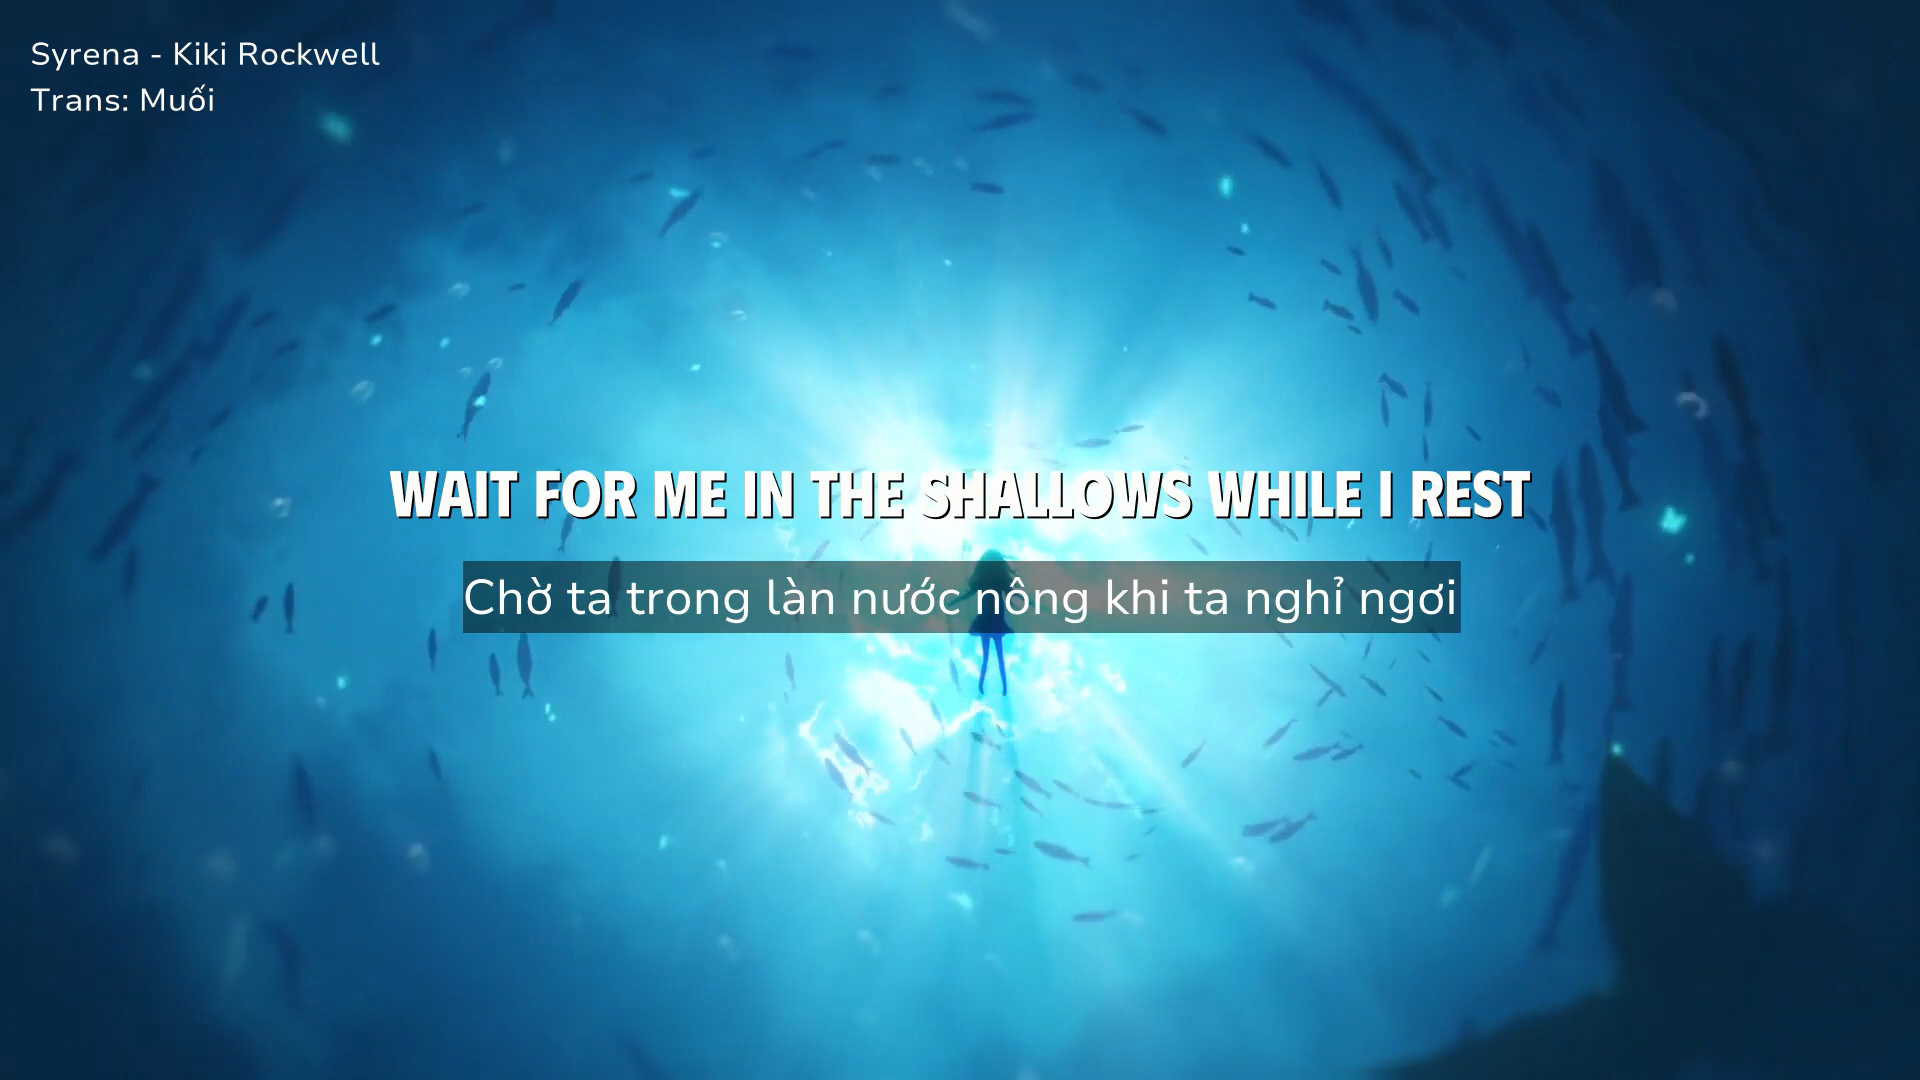 Syrena - Kiki Rockwell
Trans: Muối
WAIT FOR ME IN THE SHALLOWS WHILE I REST
Chờ ta trong làn nước nông khi ta nghỉ ngơi